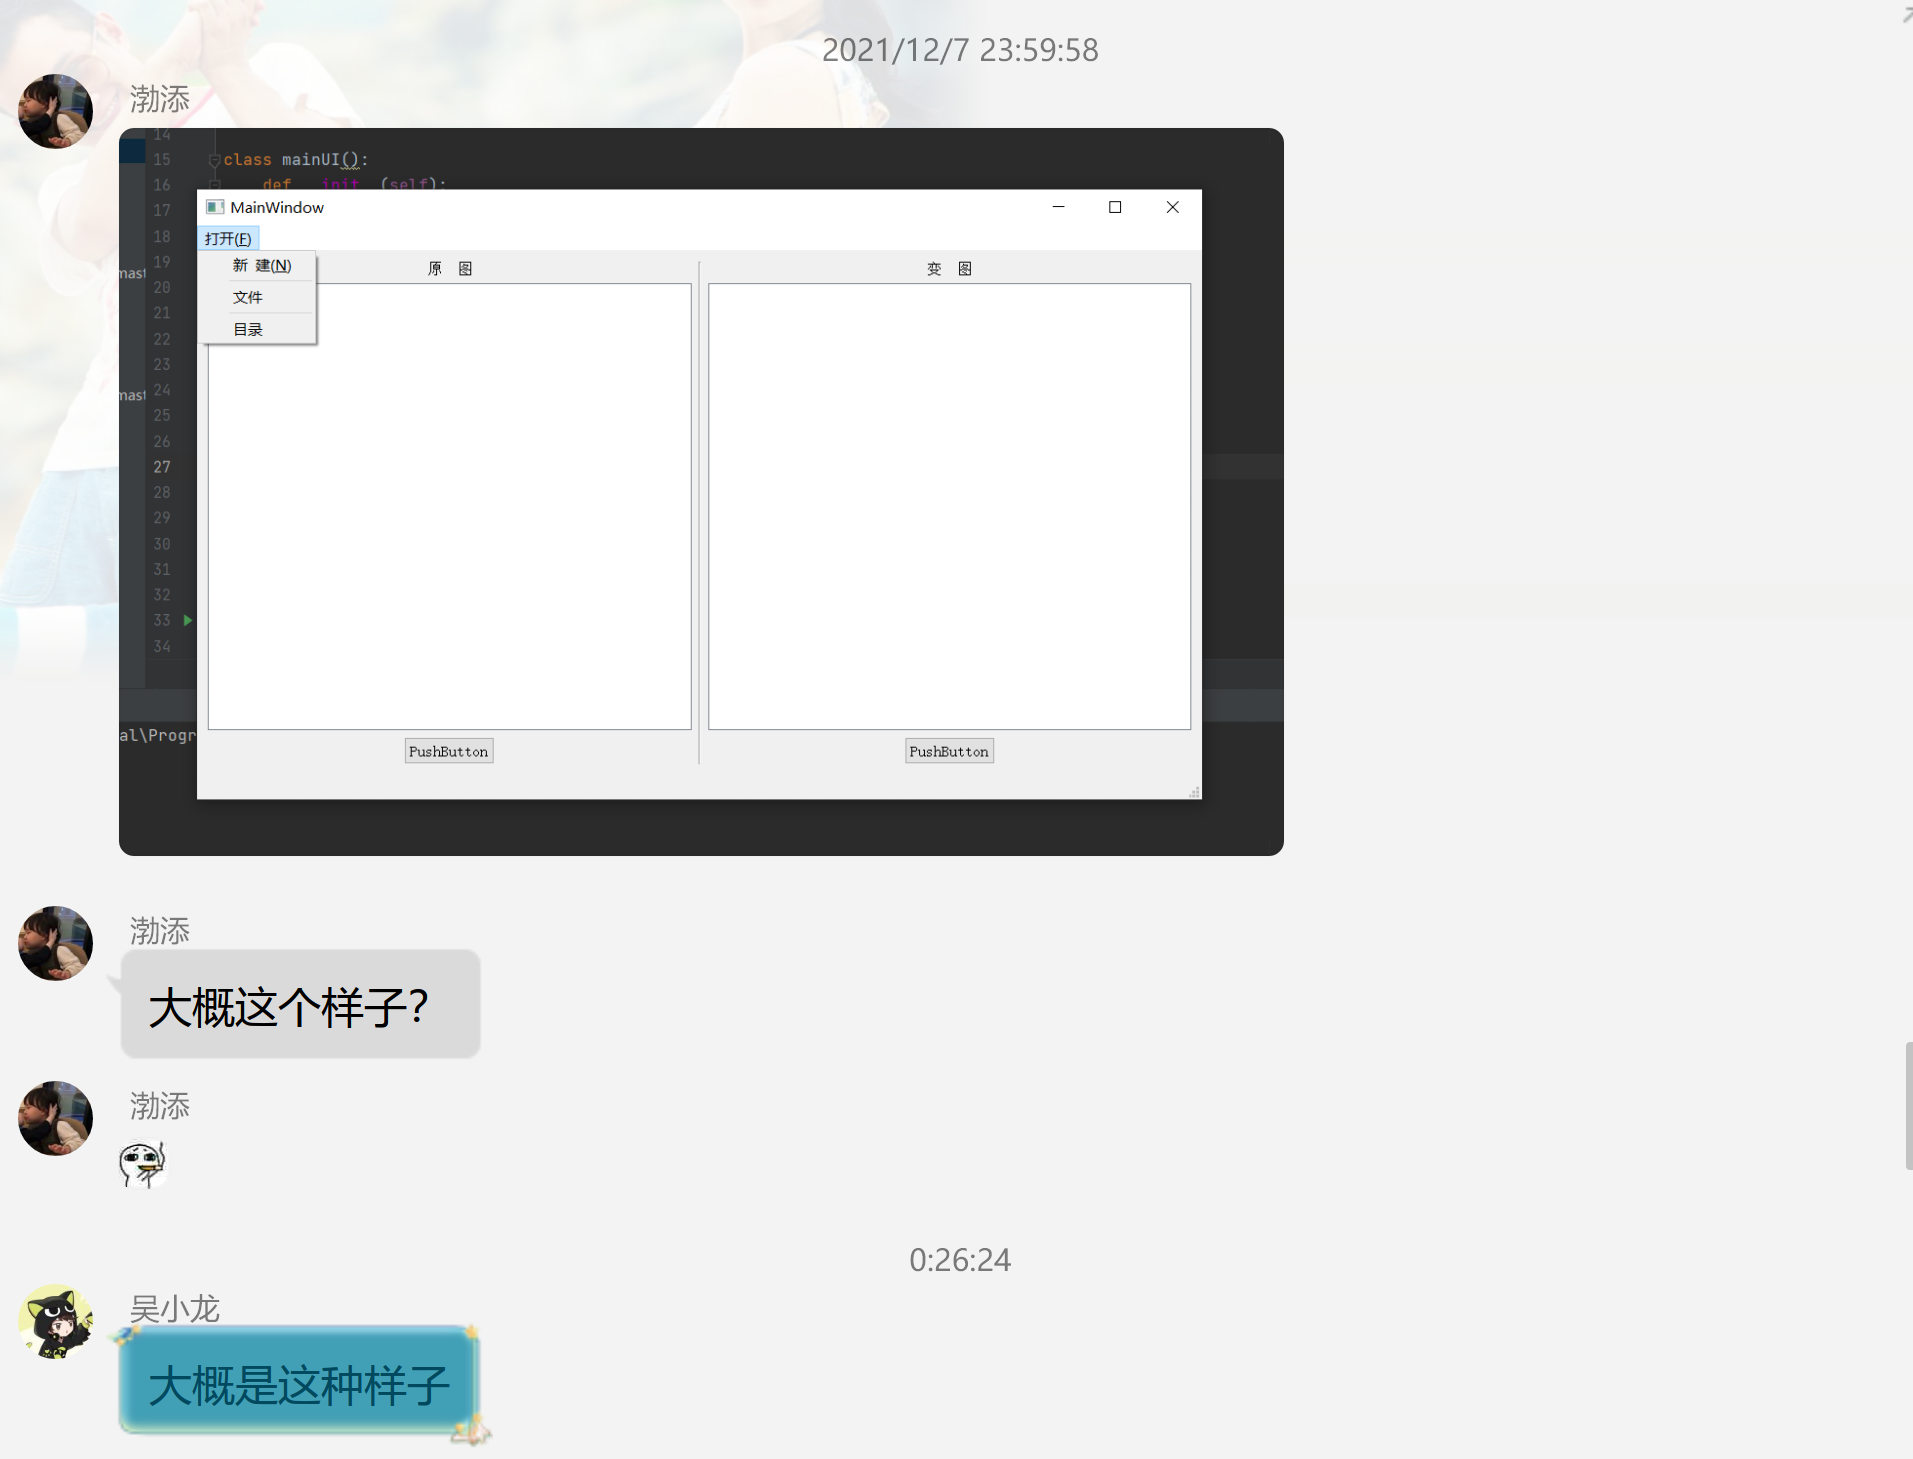 2021/12/7 23:59:58
渤添
14
15 class mainUI():
16 def __init__(self):
17
18
19
20
21
22
23
24
25
26
27
28
29
30
31
32
33
34
mast
mast
al\Progr
MainWindow
打开(F)
新 建(N)
文件
目录
原 图
变 图
PushButton
PushButton
渤添
大概这个样子?
渤添
0:26:24
吴小龙
大概是这种样子